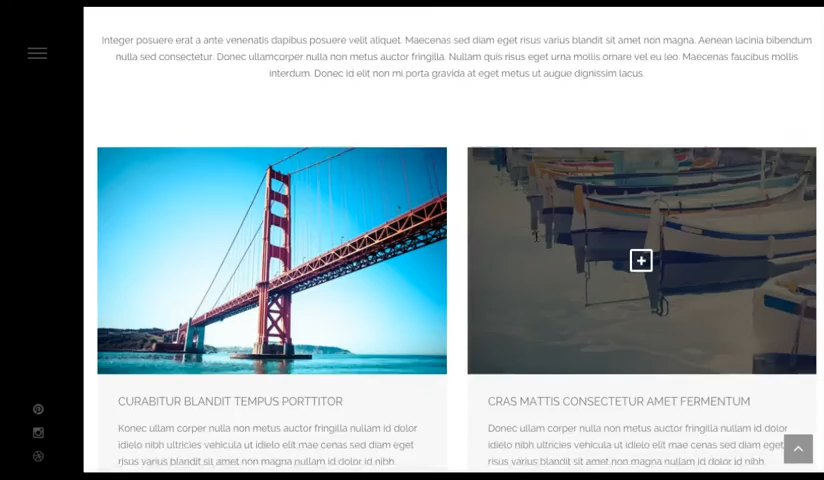 Integer posuere erat a ante venenatis dapibus posuere velit aliquet. Maecenas sed diam eget risus varius blandit sit amet non magna. Aenean lacinia bibendum
nulla sed consectetur. Donec ullamcorper nulla non metus auctor fringilla. Nullam quis risus eget urna mollis ornare vel eu leo. Maecenas faucibus mollis
interdum. Donec id elit non mi porta gravida at eget metus ut augue dignissim lacus.
CURABITUR BLANDIT TEMPUS PORTTITOR
Konec ullam corper nulla non metus auctor fringilla nullam id dolor
idielo nibh ultricies vehicula ut idielo elit mae cenas sed diam eget
risus varius blandit sit amet non magna nullam id dolor id nibh
CRAS MATTIS CONSECTETUR AMET FERMENTUM
Donec ullam corper nulla non metus auctor fringilla nullam id dolor
idielo nibh ultricies vehicula ut idielo elit mae cenas sed diam eget
risus varius blandit sit amet non magna nullam id dolor id nibh